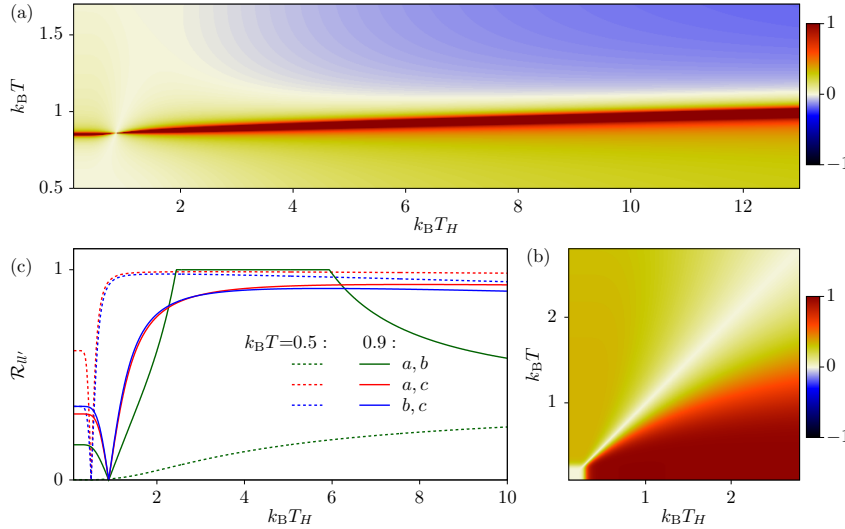 (a)
k_B T
1.5
1
0.5
2
4
6
8
10
12
k_B T_H
1
0
−1
(c)
R_{ll'}
1
0
k_B T=0.5 :
0.9 :
a, b
a, c
b, c
2
4
6
8
10
k_B T_H
(b)
k_B T
2
1
1
2
k_B T_H
1
0
−1